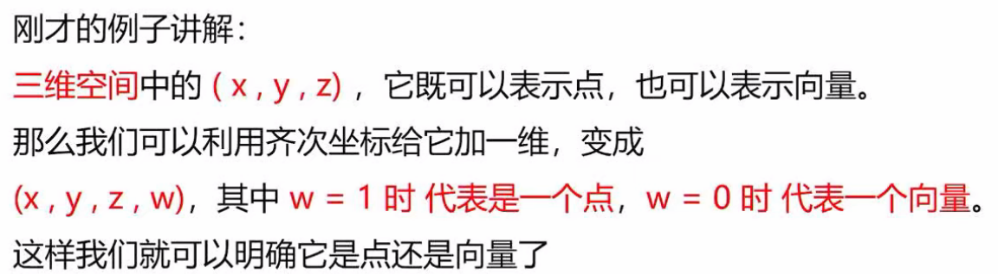 刚才的例子讲解：
三维空间中的 ( x , y , z) ，它既可以表示点，也可以表示向量。
那么我们可以利用齐次坐标给它加一维，变成
(x , y , z , w)，其中 w = 1 时 代表是一个点，w = 0 时 代表一个向量。
这样我们就可以明确它是点还是向量了